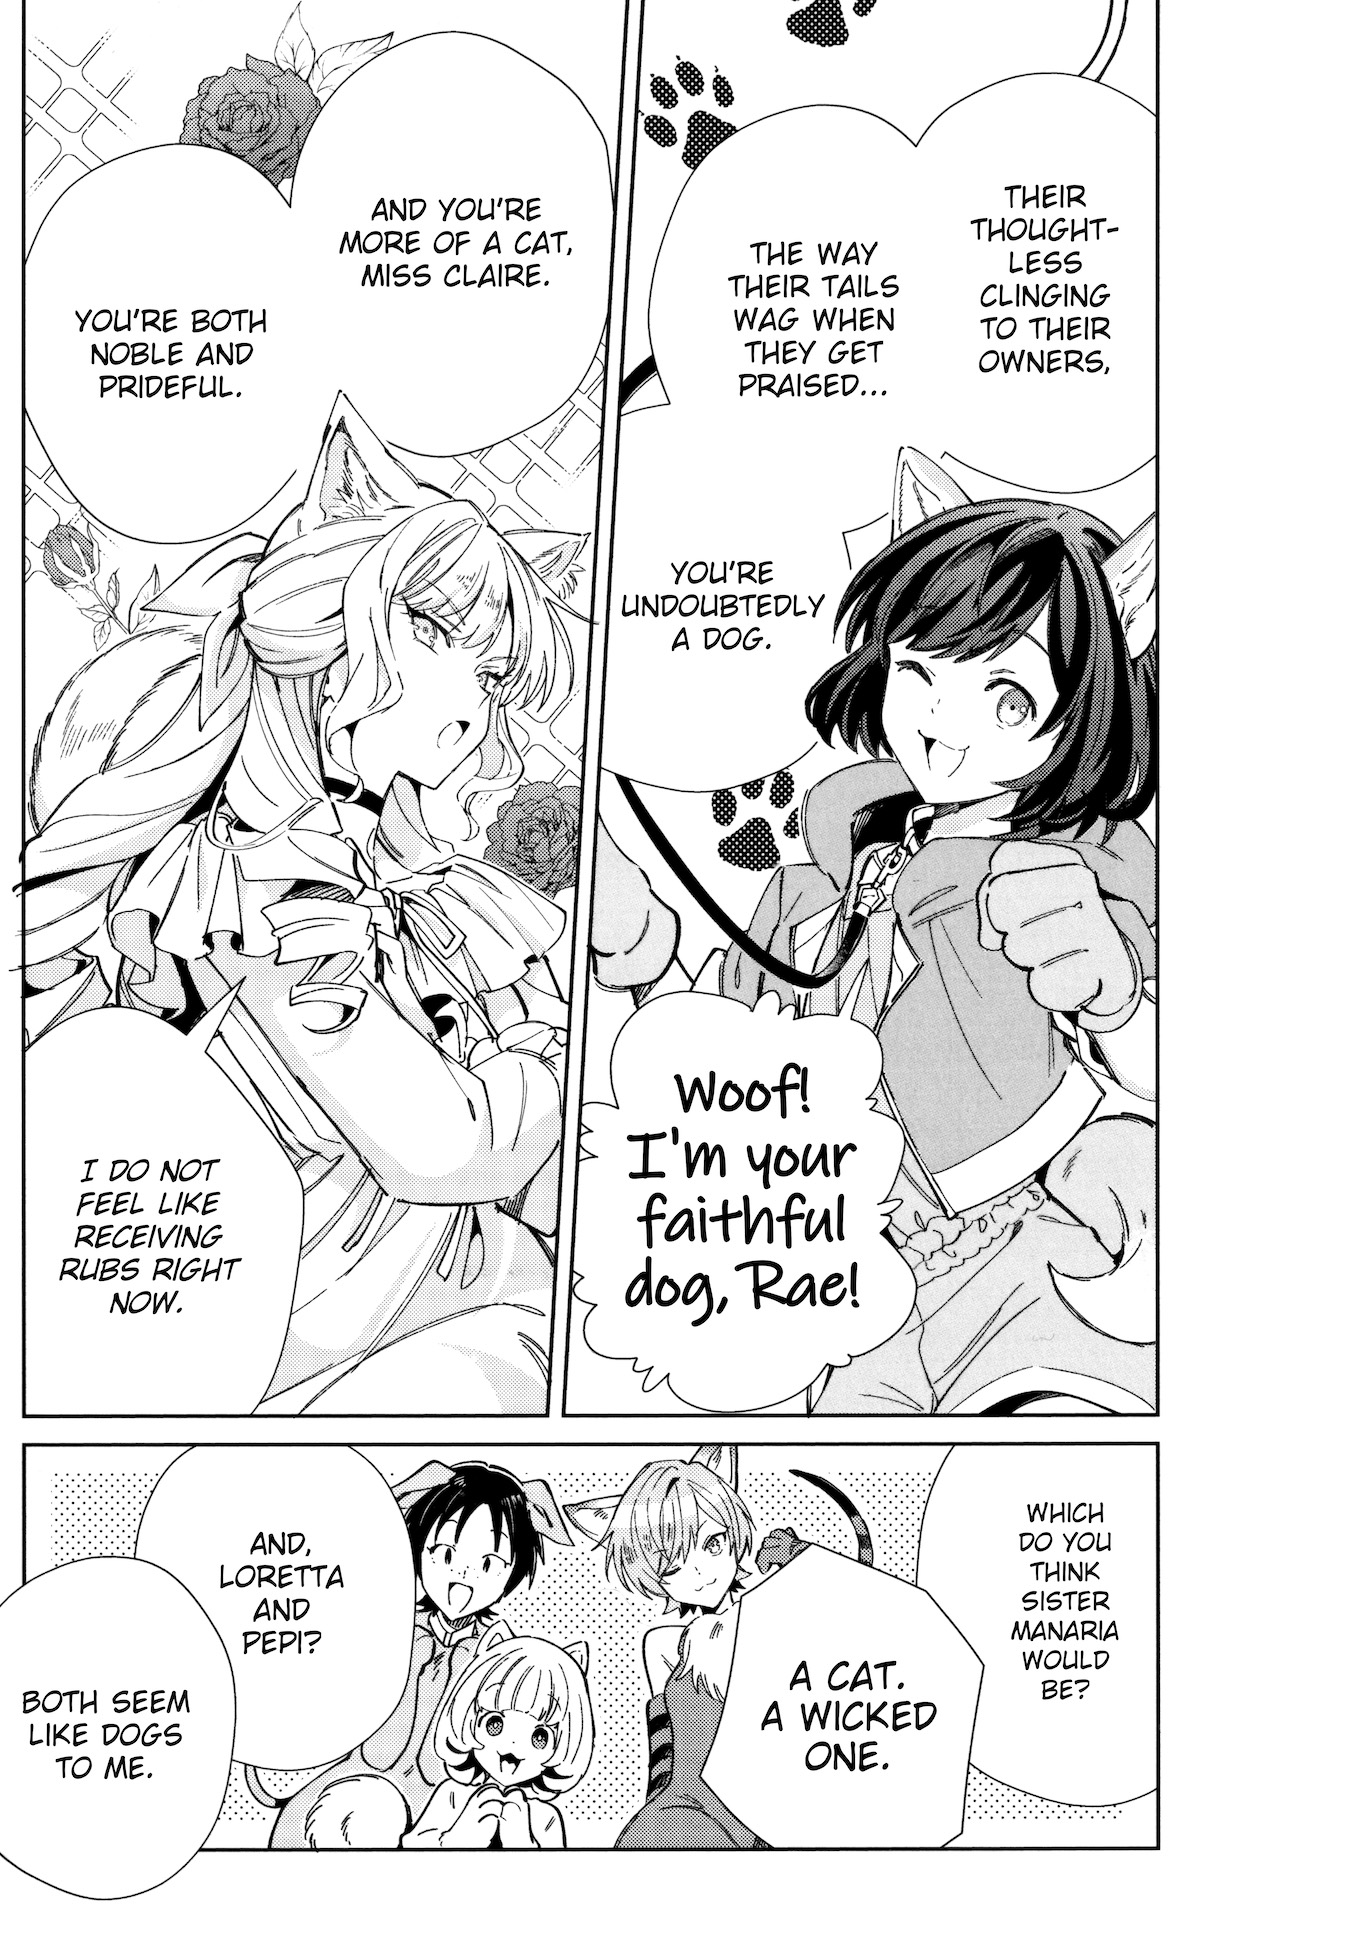 THEIR
THOUGHT-
LESS
CLINGING
TO THEIR
OWNERS,
THE WAY
THEIR TAILS
WAG WHEN
THEY GET
PRAISED...
YOU'RE
UNDOUBTEDLY
A DOG.
Woof!
I'm your
faithful
dog, Rae!
AND YOU'RE
MORE OF A CAT,
MISS CLAIRE.
YOU'RE BOTH
NOBLE AND
PRIDEFUL.
I DO NOT
FEEL LIKE
RECEIVING
RUBS RIGHT
NOW.
WHICH
DO YOU
THINK
SISTER
MANARIA
WOULD
BE?
A CAT.
A WICKED
ONE.
AND,
LORETTA
AND
PEPI?
BOTH SEEM
LIKE DOGS
TO ME.